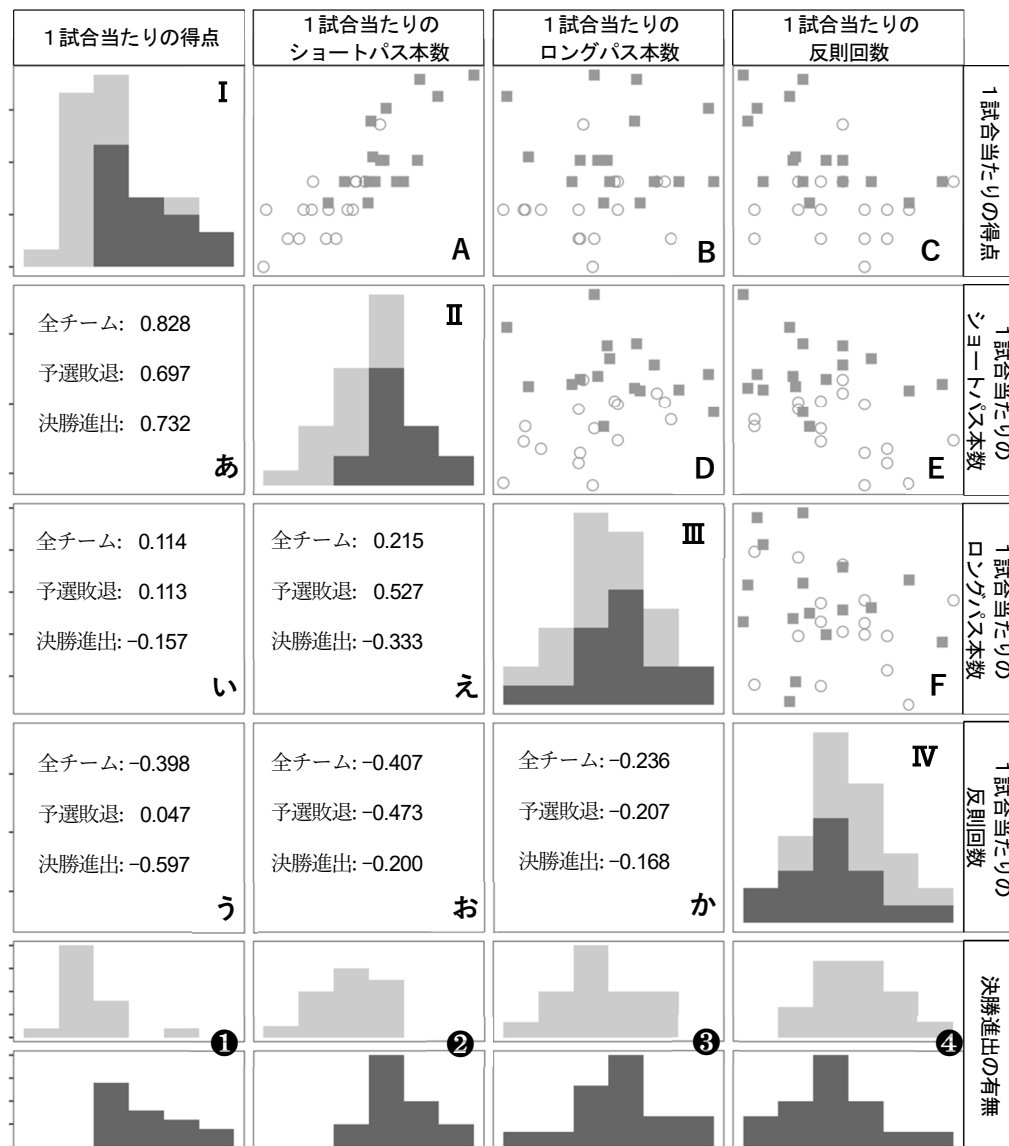 1試合当たりの得点
1試合当たりの
ショートパス本数
1試合当たりの
ロングパス本数
1試合当たりの
反則回数
Ⅰ
A
B
C
1試合当たりの得点
全チーム: 0.828
予選敗退: 0.697
決勝進出: 0.732
あ
Ⅱ
D
E
1試合当たりの
ショートパス本数
全チーム: 0.114
予選敗退: 0.113
決勝進出: −0.157
い
全チーム: 0.215
予選敗退: 0.527
決勝進出: −0.333
え
Ⅲ
F
1試合当たりの
ロングパス本数
全チーム: −0.398
予選敗退: 0.047
決勝進出: −0.597
う
全チーム: −0.407
予選敗退: −0.473
決勝進出: −0.200
お
全チーム: −0.236
予選敗退: −0.207
決勝進出: −0.168
か
Ⅳ
1試合当たりの
反則回数
❶
❷
❸
❹
決勝進出の有無